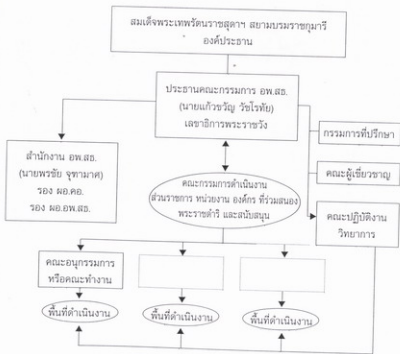 สมเด็จพระเทพรัตนราชสุดาฯ สยามบรมราชกุมารี
องค์ประธาน
ประธานคณะกรรมการ อพ.สธ.
(นายแก้วขวัญ วัชโรทัย)
เลขาธิการพระราชวัง
กรรมการที่ปรึกษา
สำนักงาน อพ.สธ.
(นายพรชัย จุฑามาศ)
รอง ผอ.คอ.
รอง ผอ.อพ.สธ.
คณะผู้เชี่ยวชาญ
คณะกรรมการดำเนินงาน
ส่วนราชการ หน่วยงาน องค์กร ที่ร่วมสนอง
พระราชดำริ และสนับสนุน
คณะปฏิบัติงาน
วิทยาการ
คณะอนุกรรมการ
หรือคณะทำงาน
พื้นที่ดำเนินงาน
พื้นที่ดำเนินงาน
พื้นที่ดำเนินงาน